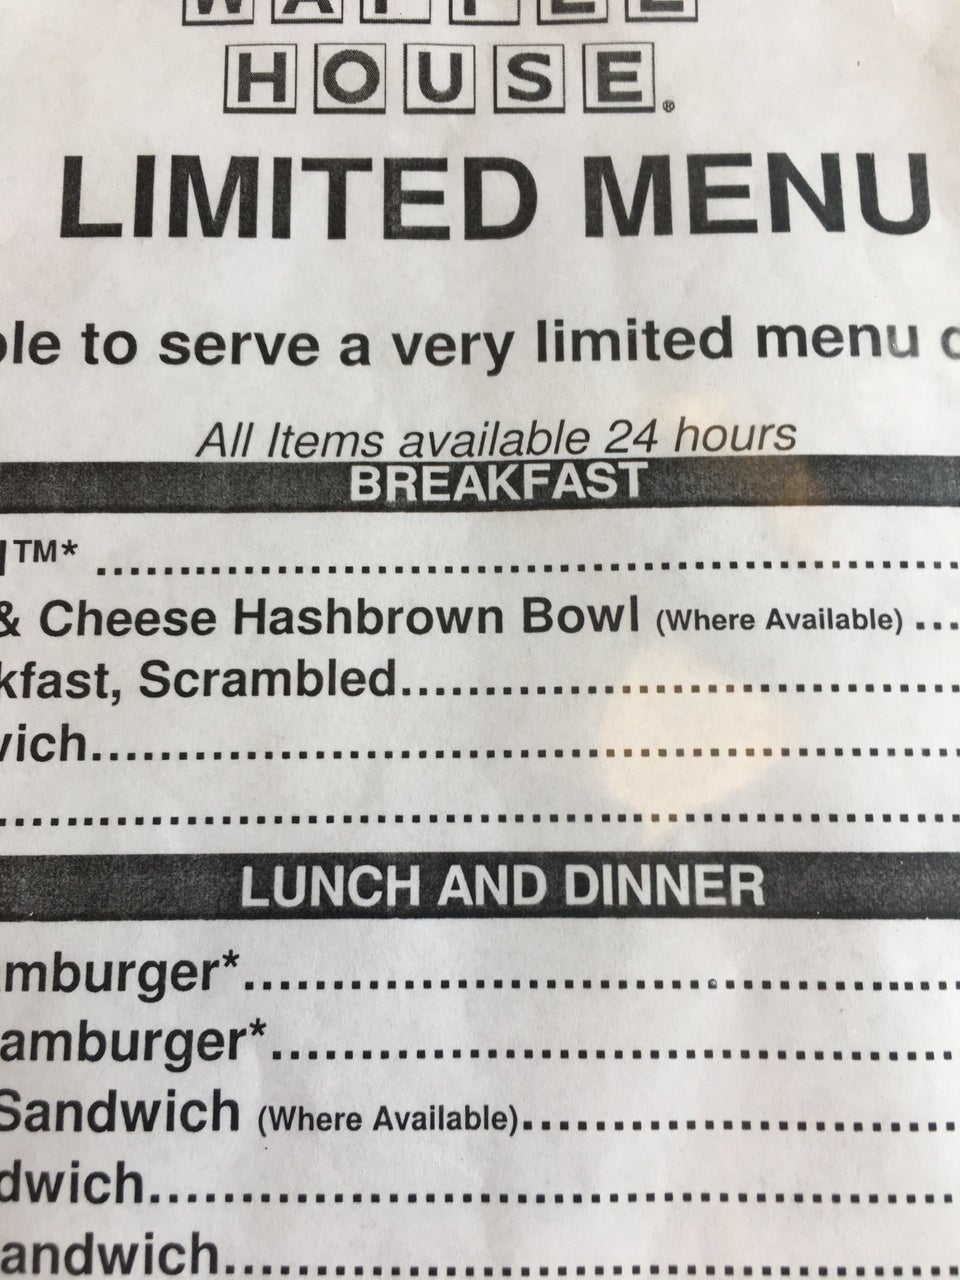 WAFFLE
HOUSE®
LIMITED MENU
to serve a very limited menu
All Items available 24 hours
BREAKFAST
™* ........................................
& Cheese Hashbrown Bowl (Where Available) ...
kfast, Scrambled................................
wich................................................
.....................................................
LUNCH AND DINNER
mburger*........................................
amburger*......................................
Sandwich (Where Available)........................
dwich.............................................
andwich.........................................